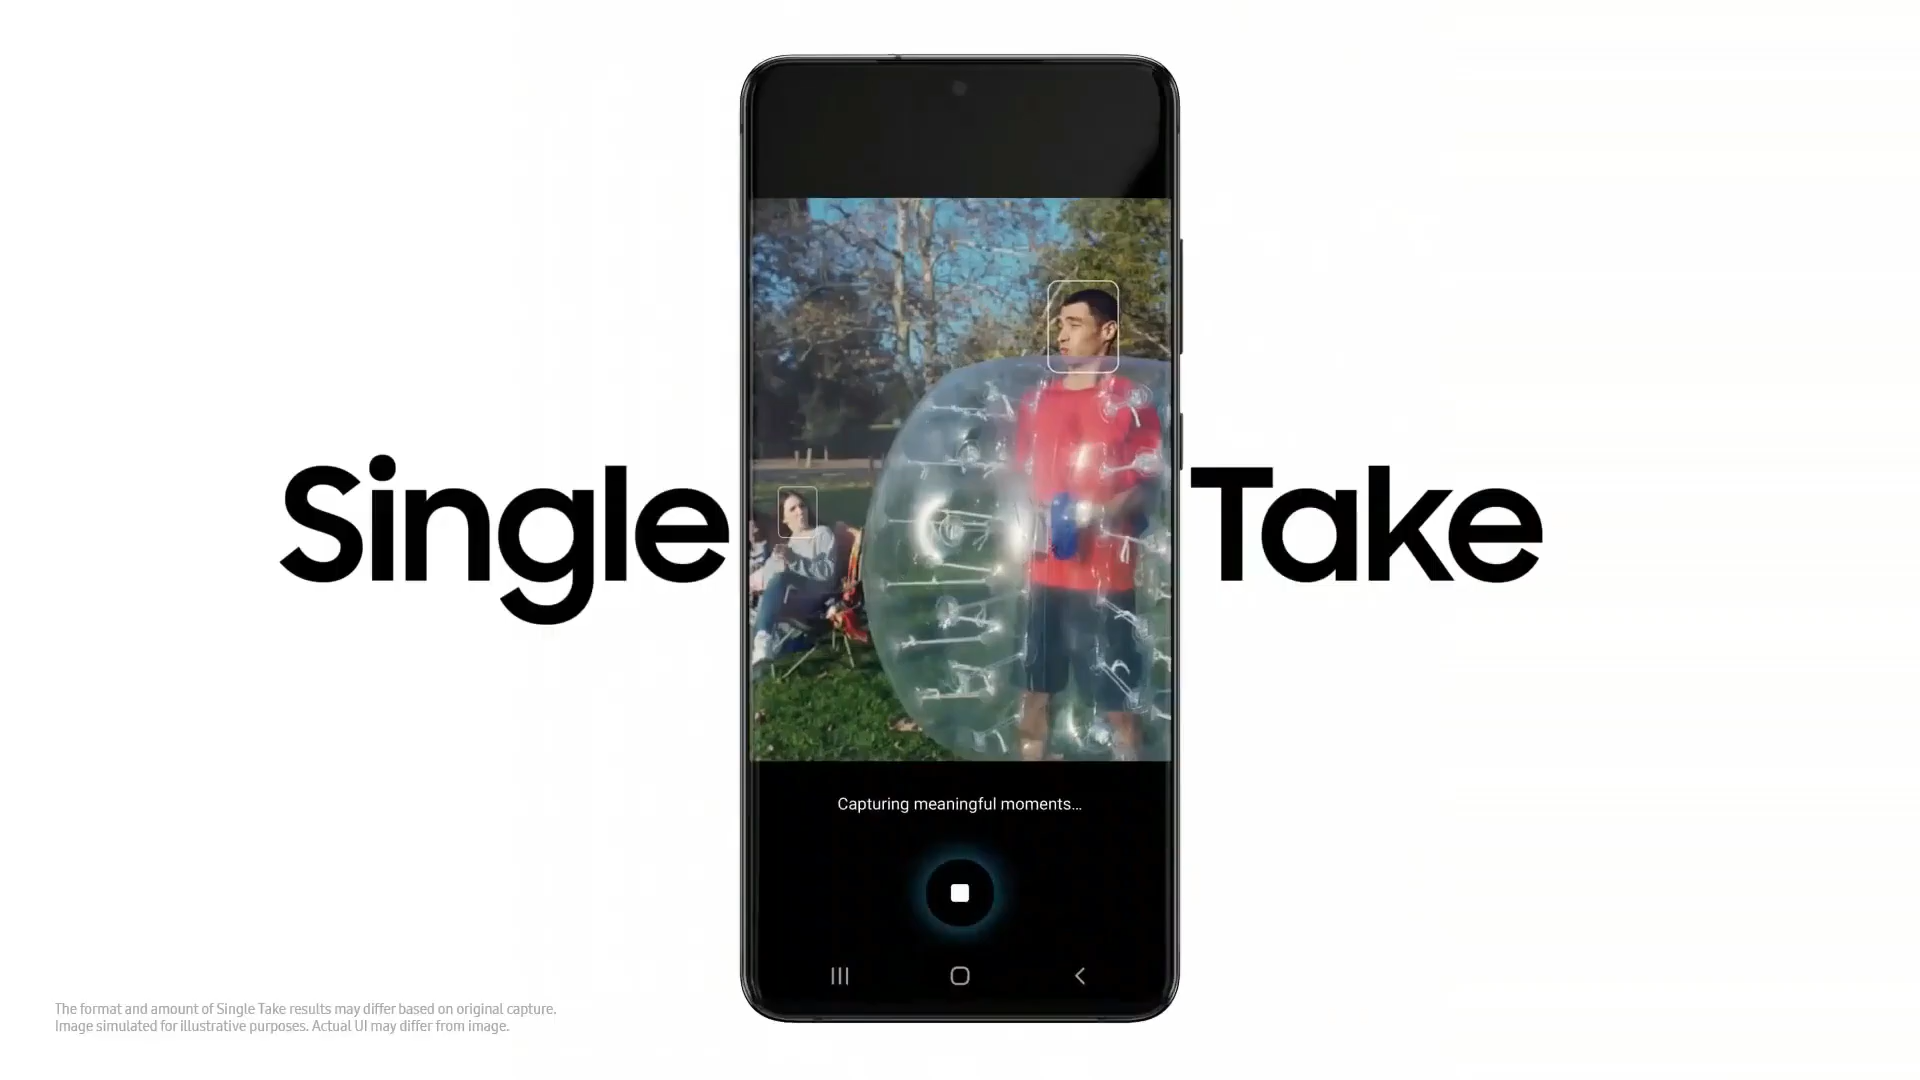 Single Take
Capturing meaningful moments...
The format and amount of Single Take results may differ based on original capture.
Image simulated for illustrative purposes. Actual UI may differ from image.